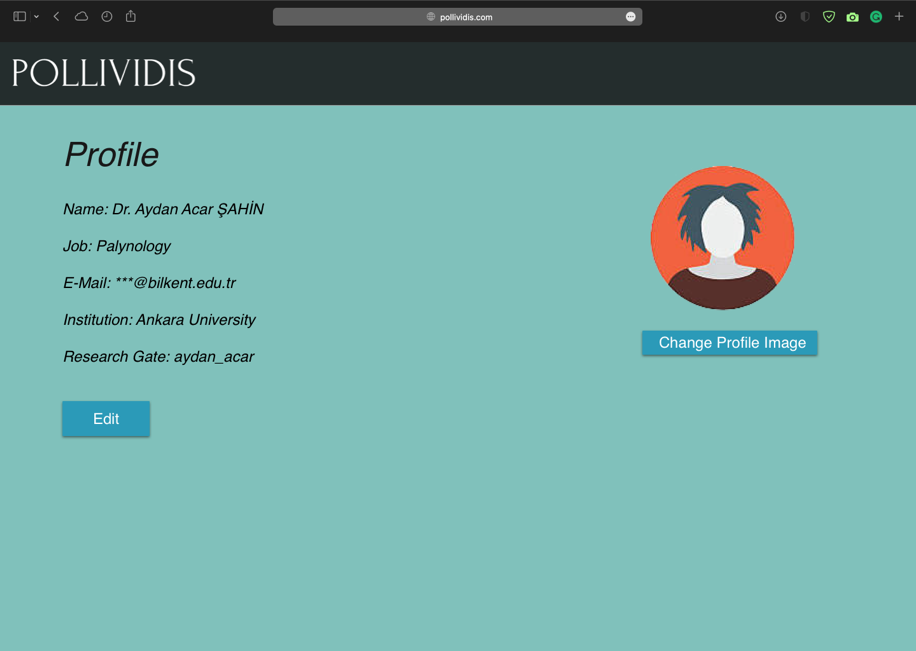 pollividis.com
POLLIVIDIS
Profile
Name: Dr. Aydan Acar ŞAHİN
Job: Palynology
E-Mail: ***@bilkent.edu.tr
Institution: Ankara University
Research Gate: aydan_acar
Change Profile Image
Edit